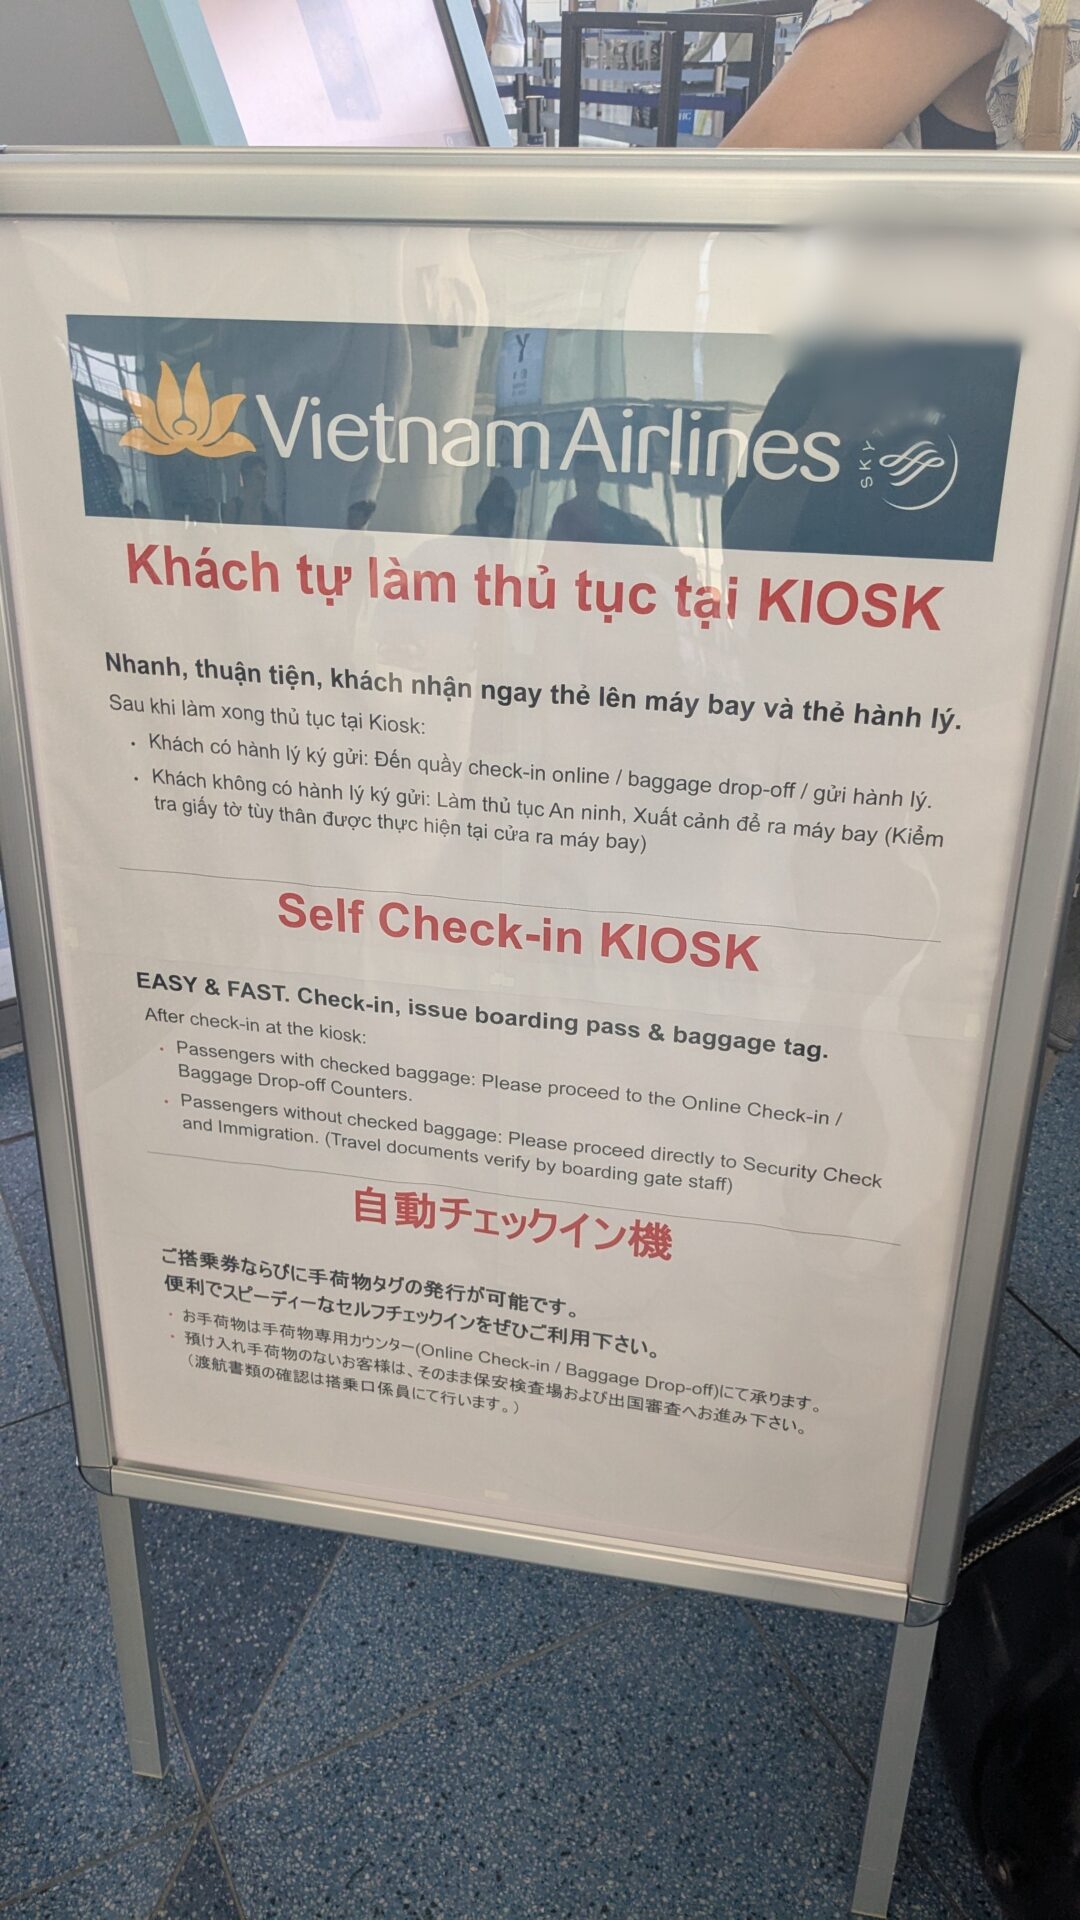 Vietnam Airlines
SKY
Khách tự làm thủ tục tại KIOSK
Nhanh, thuận tiện, khách nhận ngay thẻ lên máy bay và thẻ hành lý.
Sau khi làm xong thủ tục tại Kiosk:
• Khách có hành lý ký gửi: Đến quầy check-in online / baggage drop-off / gửi hành lý.
• Khách không có hành lý ký gửi: Làm thủ tục An ninh, Xuất cảnh để ra máy bay (Kiểm
tra giấy tờ tùy thân được thực hiện tại cửa ra máy bay)
Self Check-in KIOSK
EASY & FAST. Check-in, issue boarding pass & baggage tag.
After check-in at the kiosk:
• Passengers with checked baggage: Please proceed to the Online Check-in /
Baggage Drop-off Counters.
• Passengers without checked baggage: Please proceed directly to Security Check
and Immigration. (Travel documents verify by boarding gate staff)
自動チェックイン機
ご搭乗券ならびに手荷物タグの発行が可能です。
便利でスピーディーなセルフチェックインをぜひご利用下さい。
• お手荷物は手荷物専用カウンター(Online Check-in / Baggage Drop-off)にて承ります。
• 預け入れ手荷物のないお客様は、そのまま保安検査場および出国審査へお進み下さい。
（渡航書類の確認は搭乗口係員にて行います。）